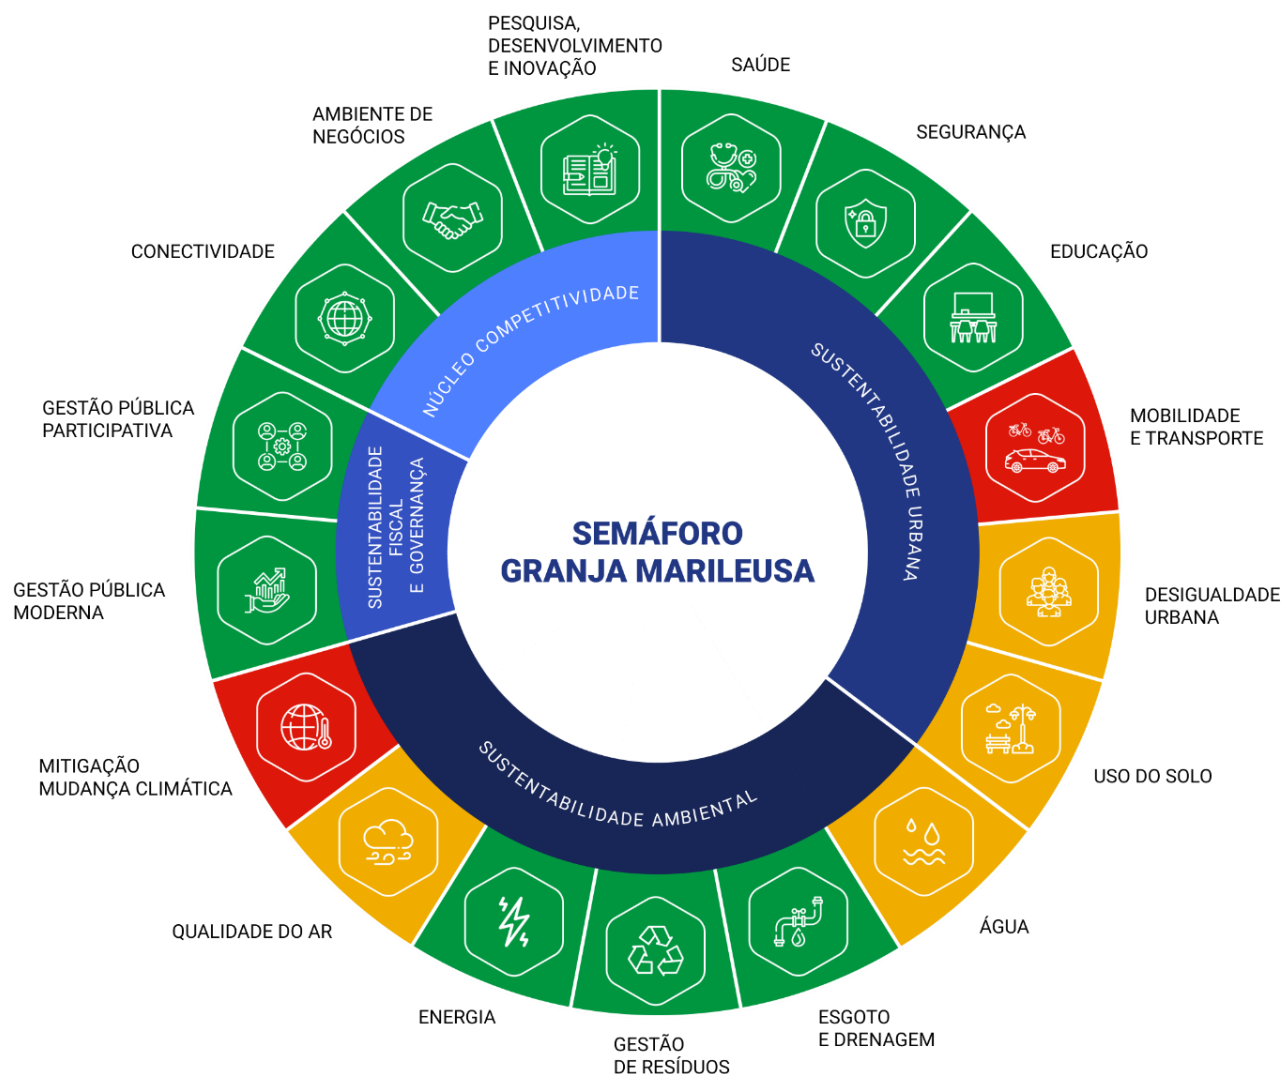 PESQUISA,
DESENVOLVIMENTO
E INOVAÇÃO
SAÚDE
SEGURANÇA
EDUCAÇÃO
MOBILIDADE
E TRANSPORTE
DESIGUALDADE
URBANA
USO DO SOLO
ÁGUA
ESGOTO
E DRENAGEM
GESTÃO
DE RESÍDUOS
ENERGIA
QUALIDADE DO AR
MITIGAÇÃO
MUDANÇA CLIMÁTICA
GESTÃO PÚBLICA
MODERNA
GESTÃO PÚBLICA
PARTICIPATIVA
CONECTIVIDADE
AMBIENTE DE
NEGÓCIOS
NÚCLEO COMPETITIVIDADE
SUSTENTABILIDADE URBANA
SUSTENTABILIDADE AMBIENTAL
SUSTENTABILIDADE
FISCAL
E GOVERNANÇA
SEMÁFORO
GRANJA MARILEUSA